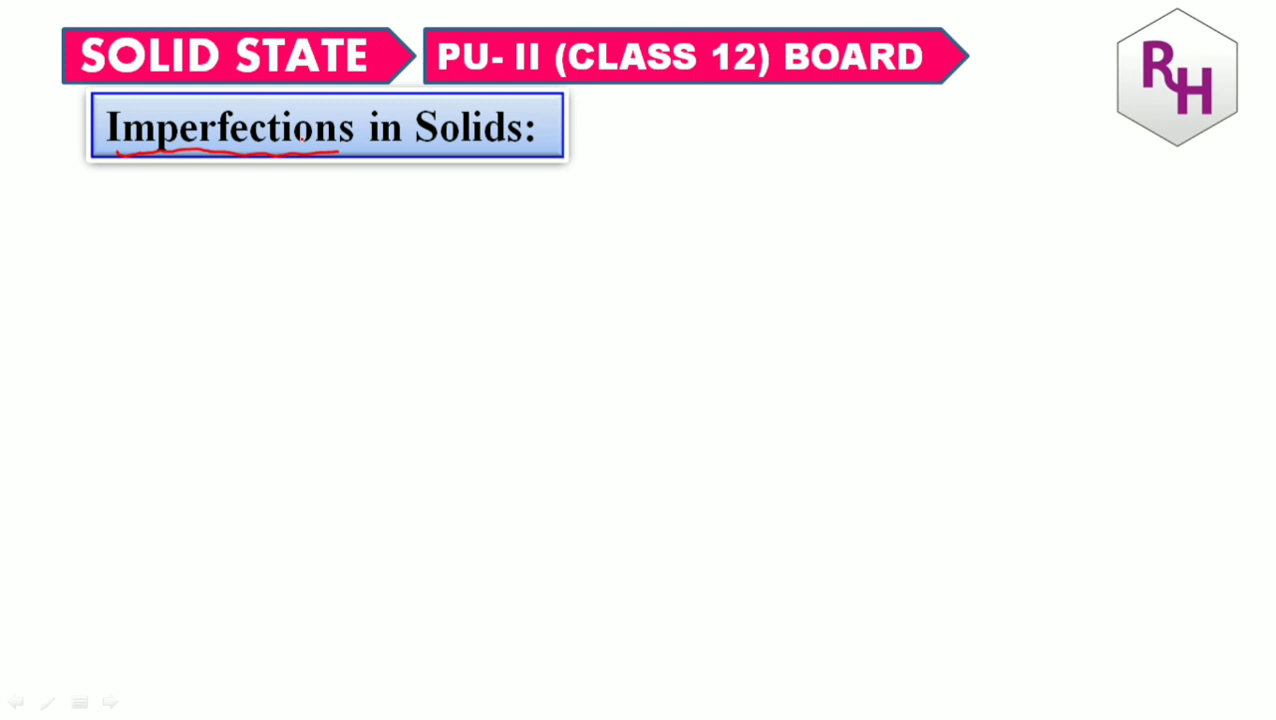 SOLID STATE
PU- II (CLASS 12) BOARD
RH
Imperfections in Solids: